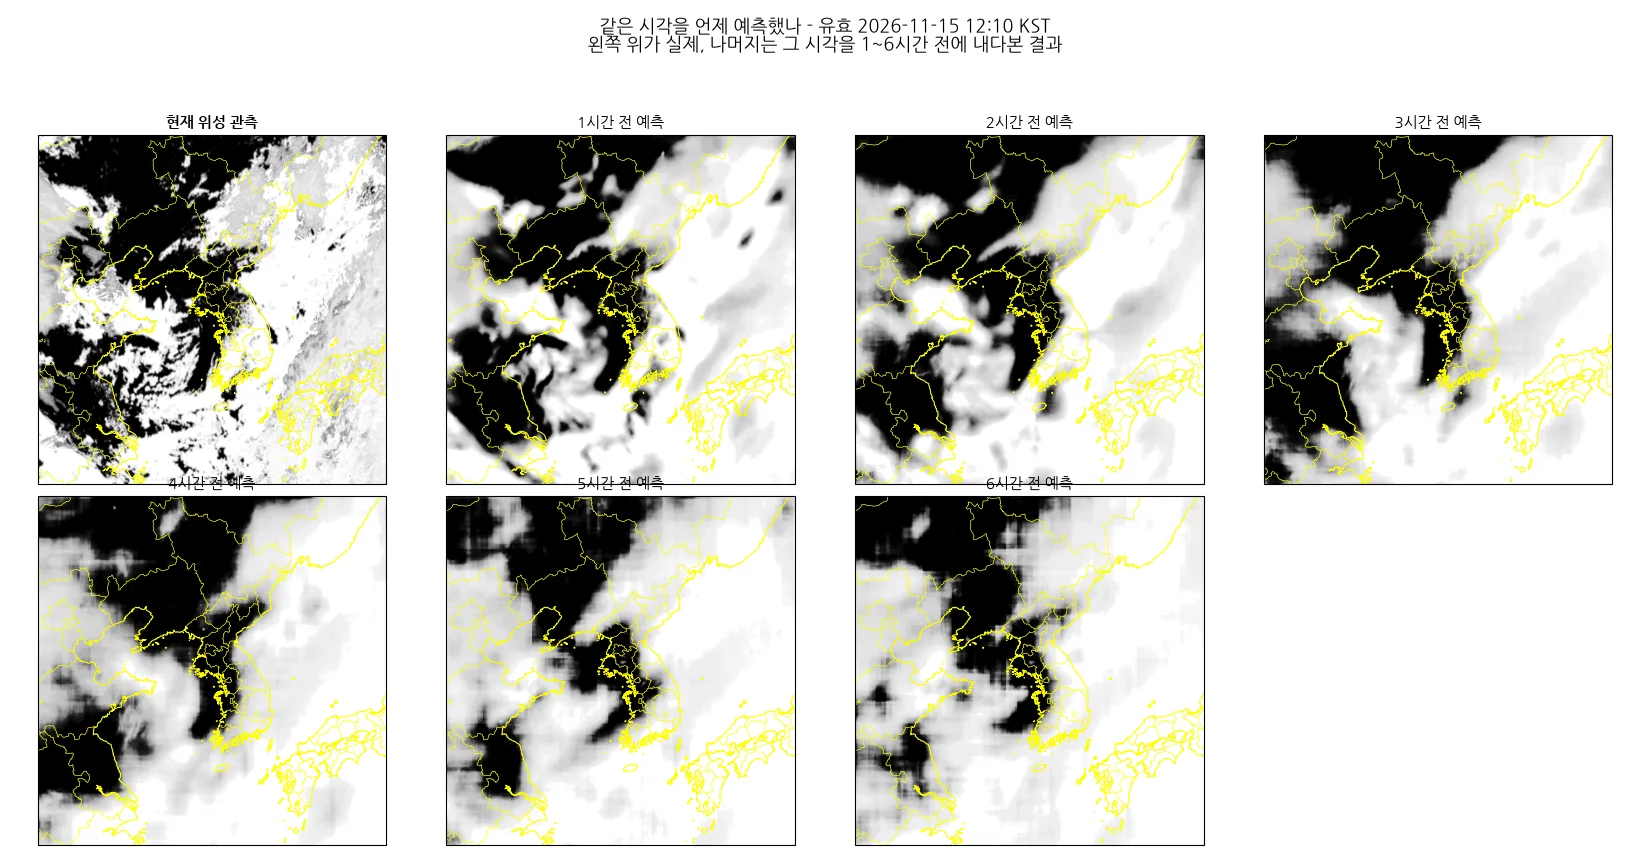 같은 시각을 언제 예측했나 - 유효 2026-11-15 12:10 KST
왼쪽 위가 실제, 나머지는 그 시각을 1~6시간 전에 내다본 결과
현재 위성 관측
1시간 전 예측
2시간 전 예측
3시간 전 예측
4시간 전 예측
5시간 전 예측
6시간 전 예측